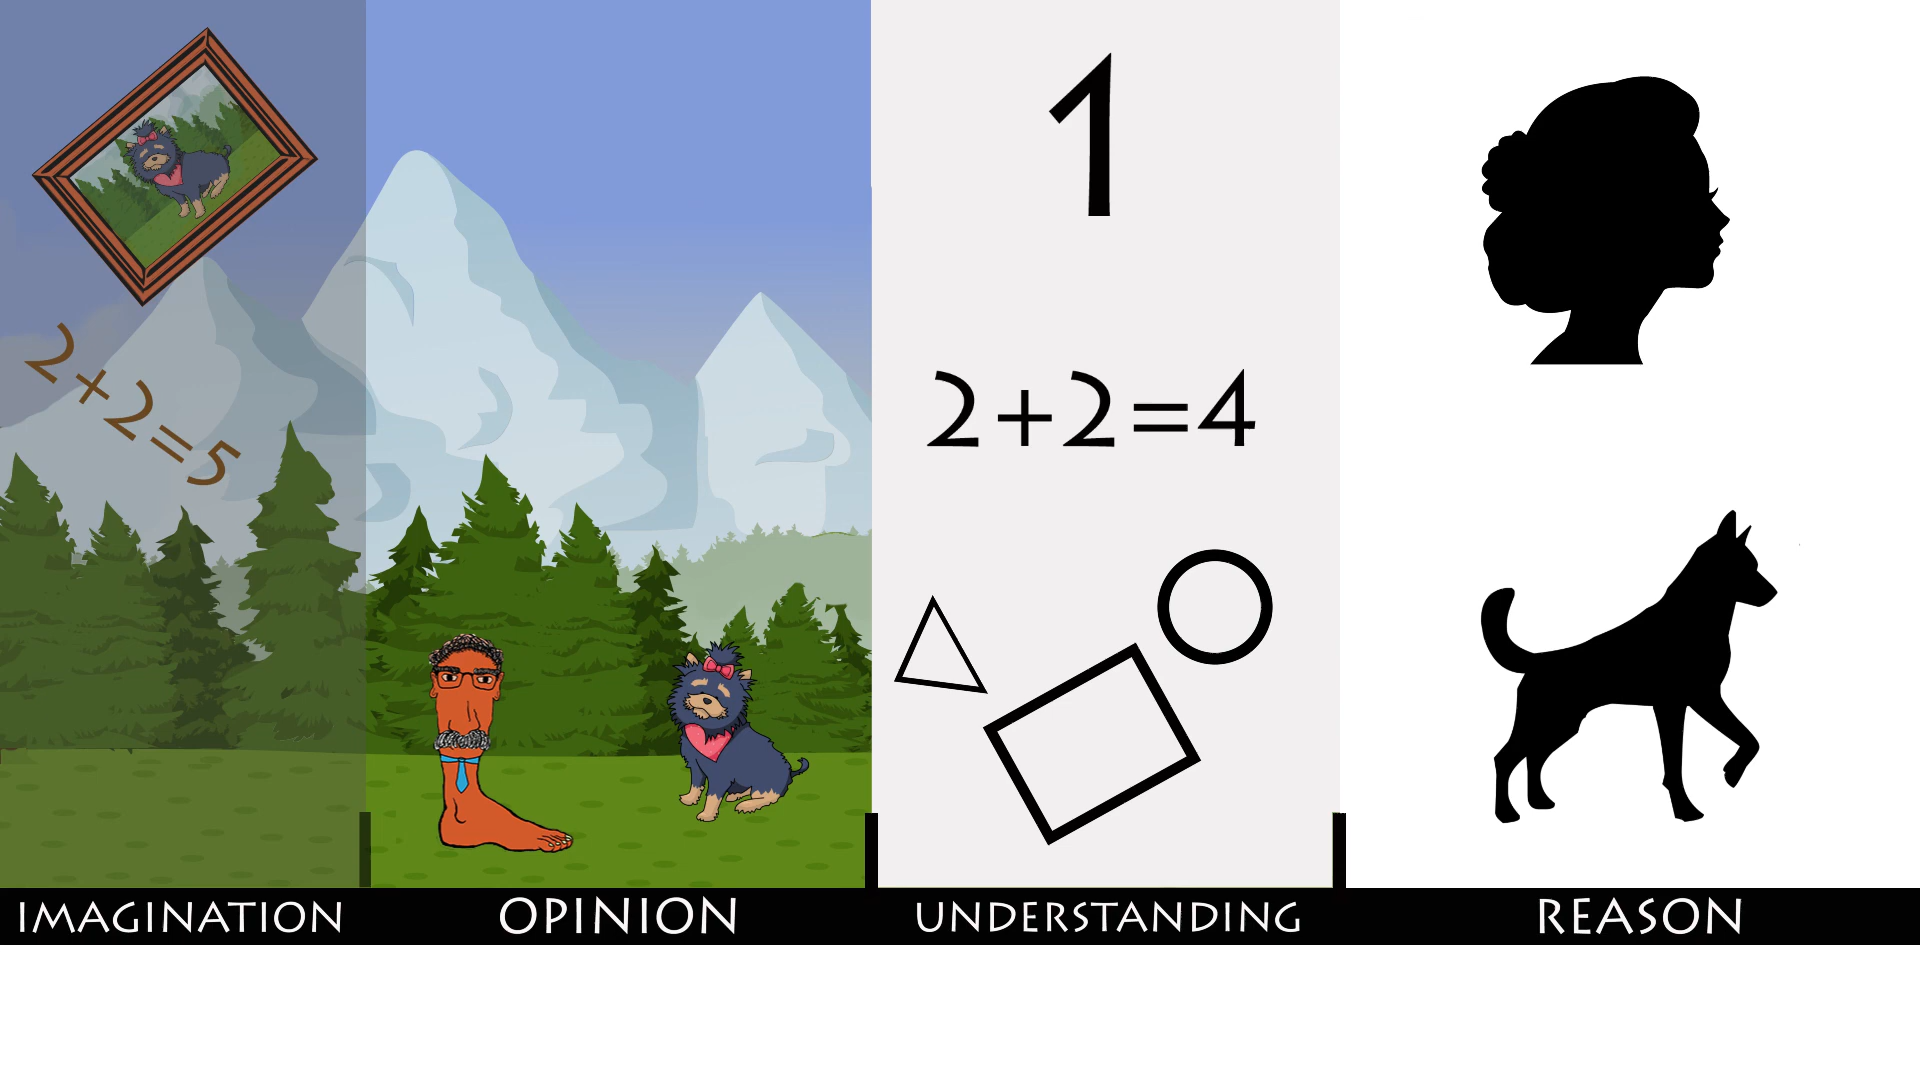 2+2=5
1
2+2=4
IMAGINATION
OPINION
UNDERSTANDING
REASON